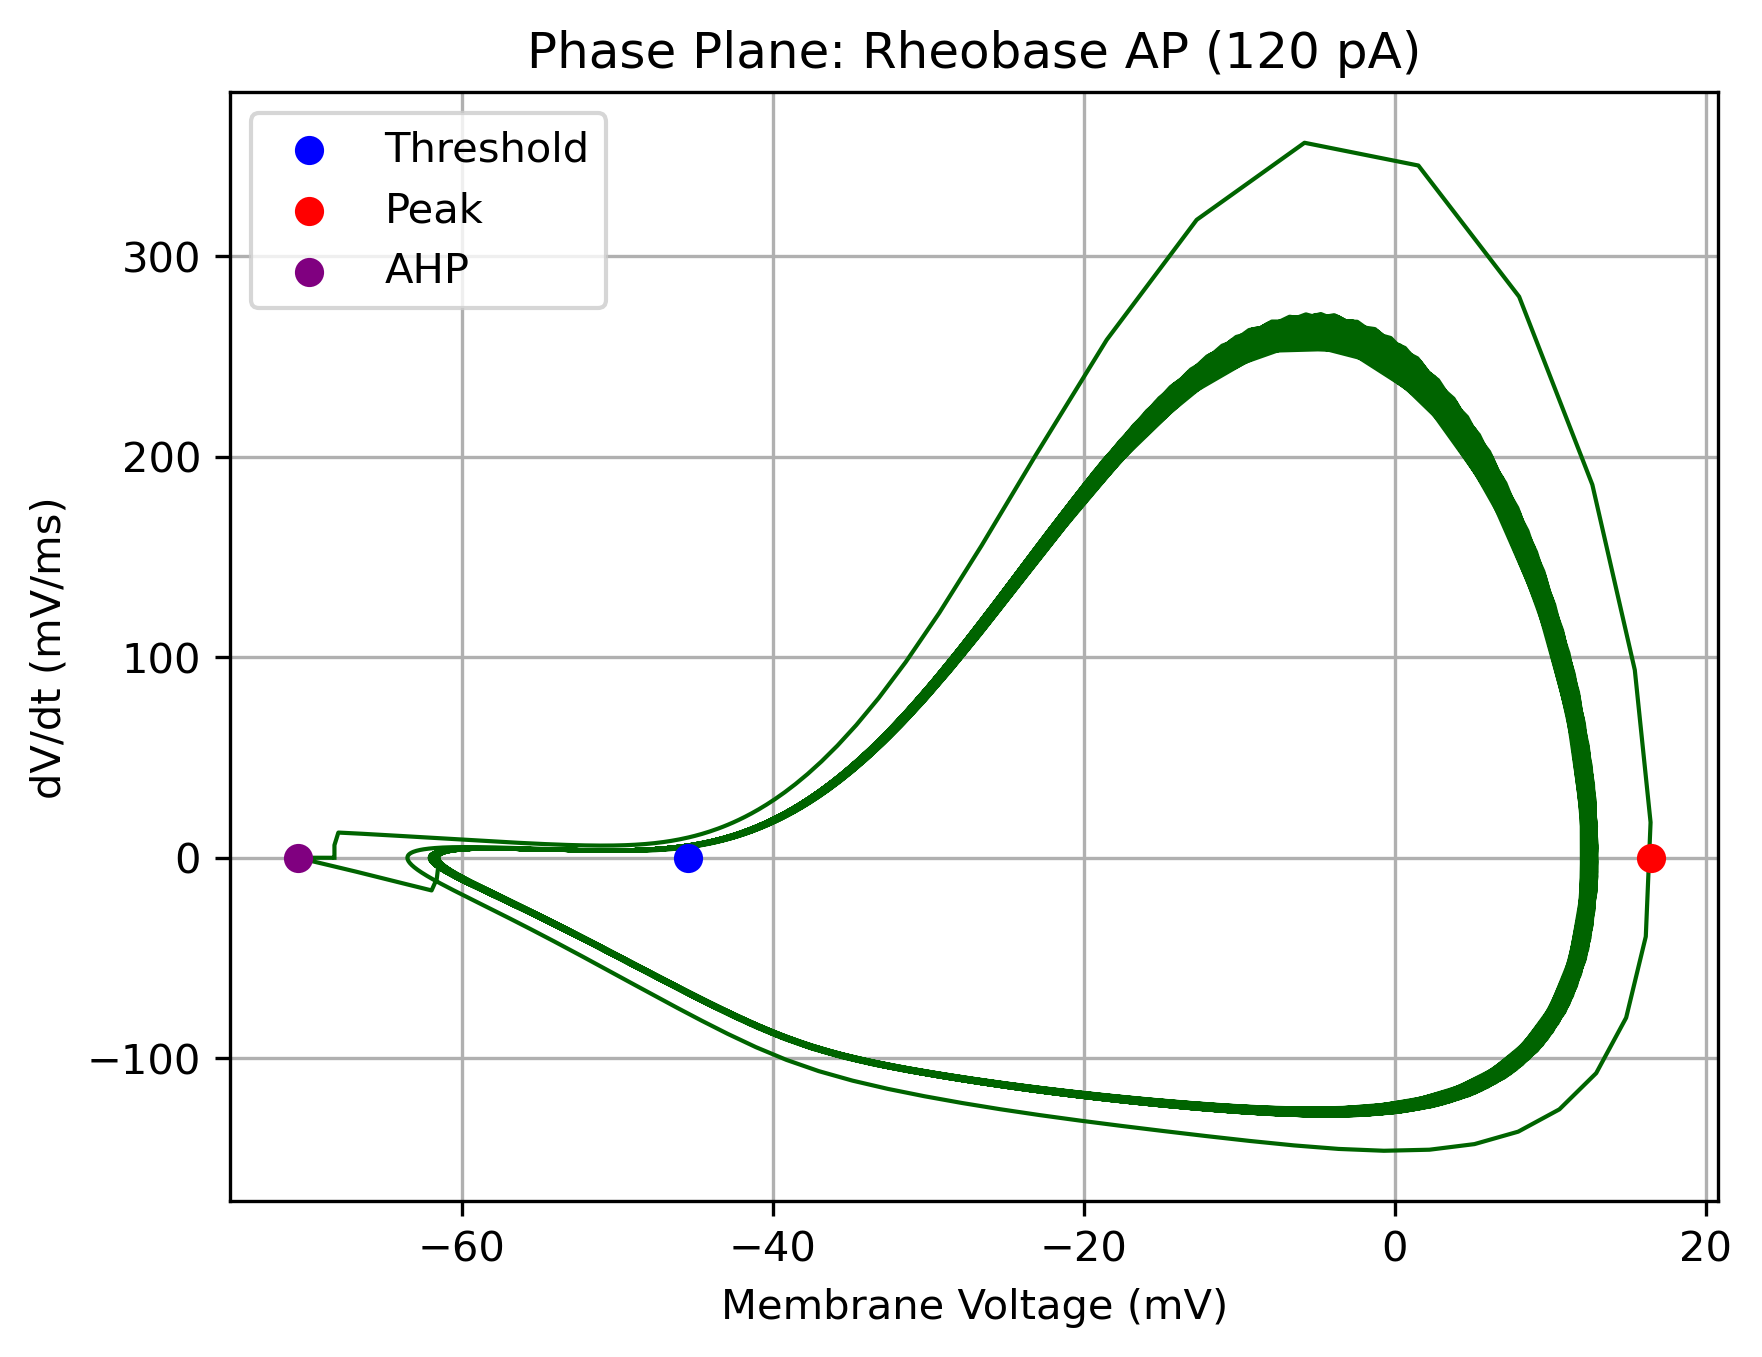 Phase Plane: Rheobase AP (120 pA)
Threshold
Peak
AHP
300
200
100
0
−100
dV/dt (mV/ms)
−60
−40
−20
0
20
Membrane Voltage (mV)